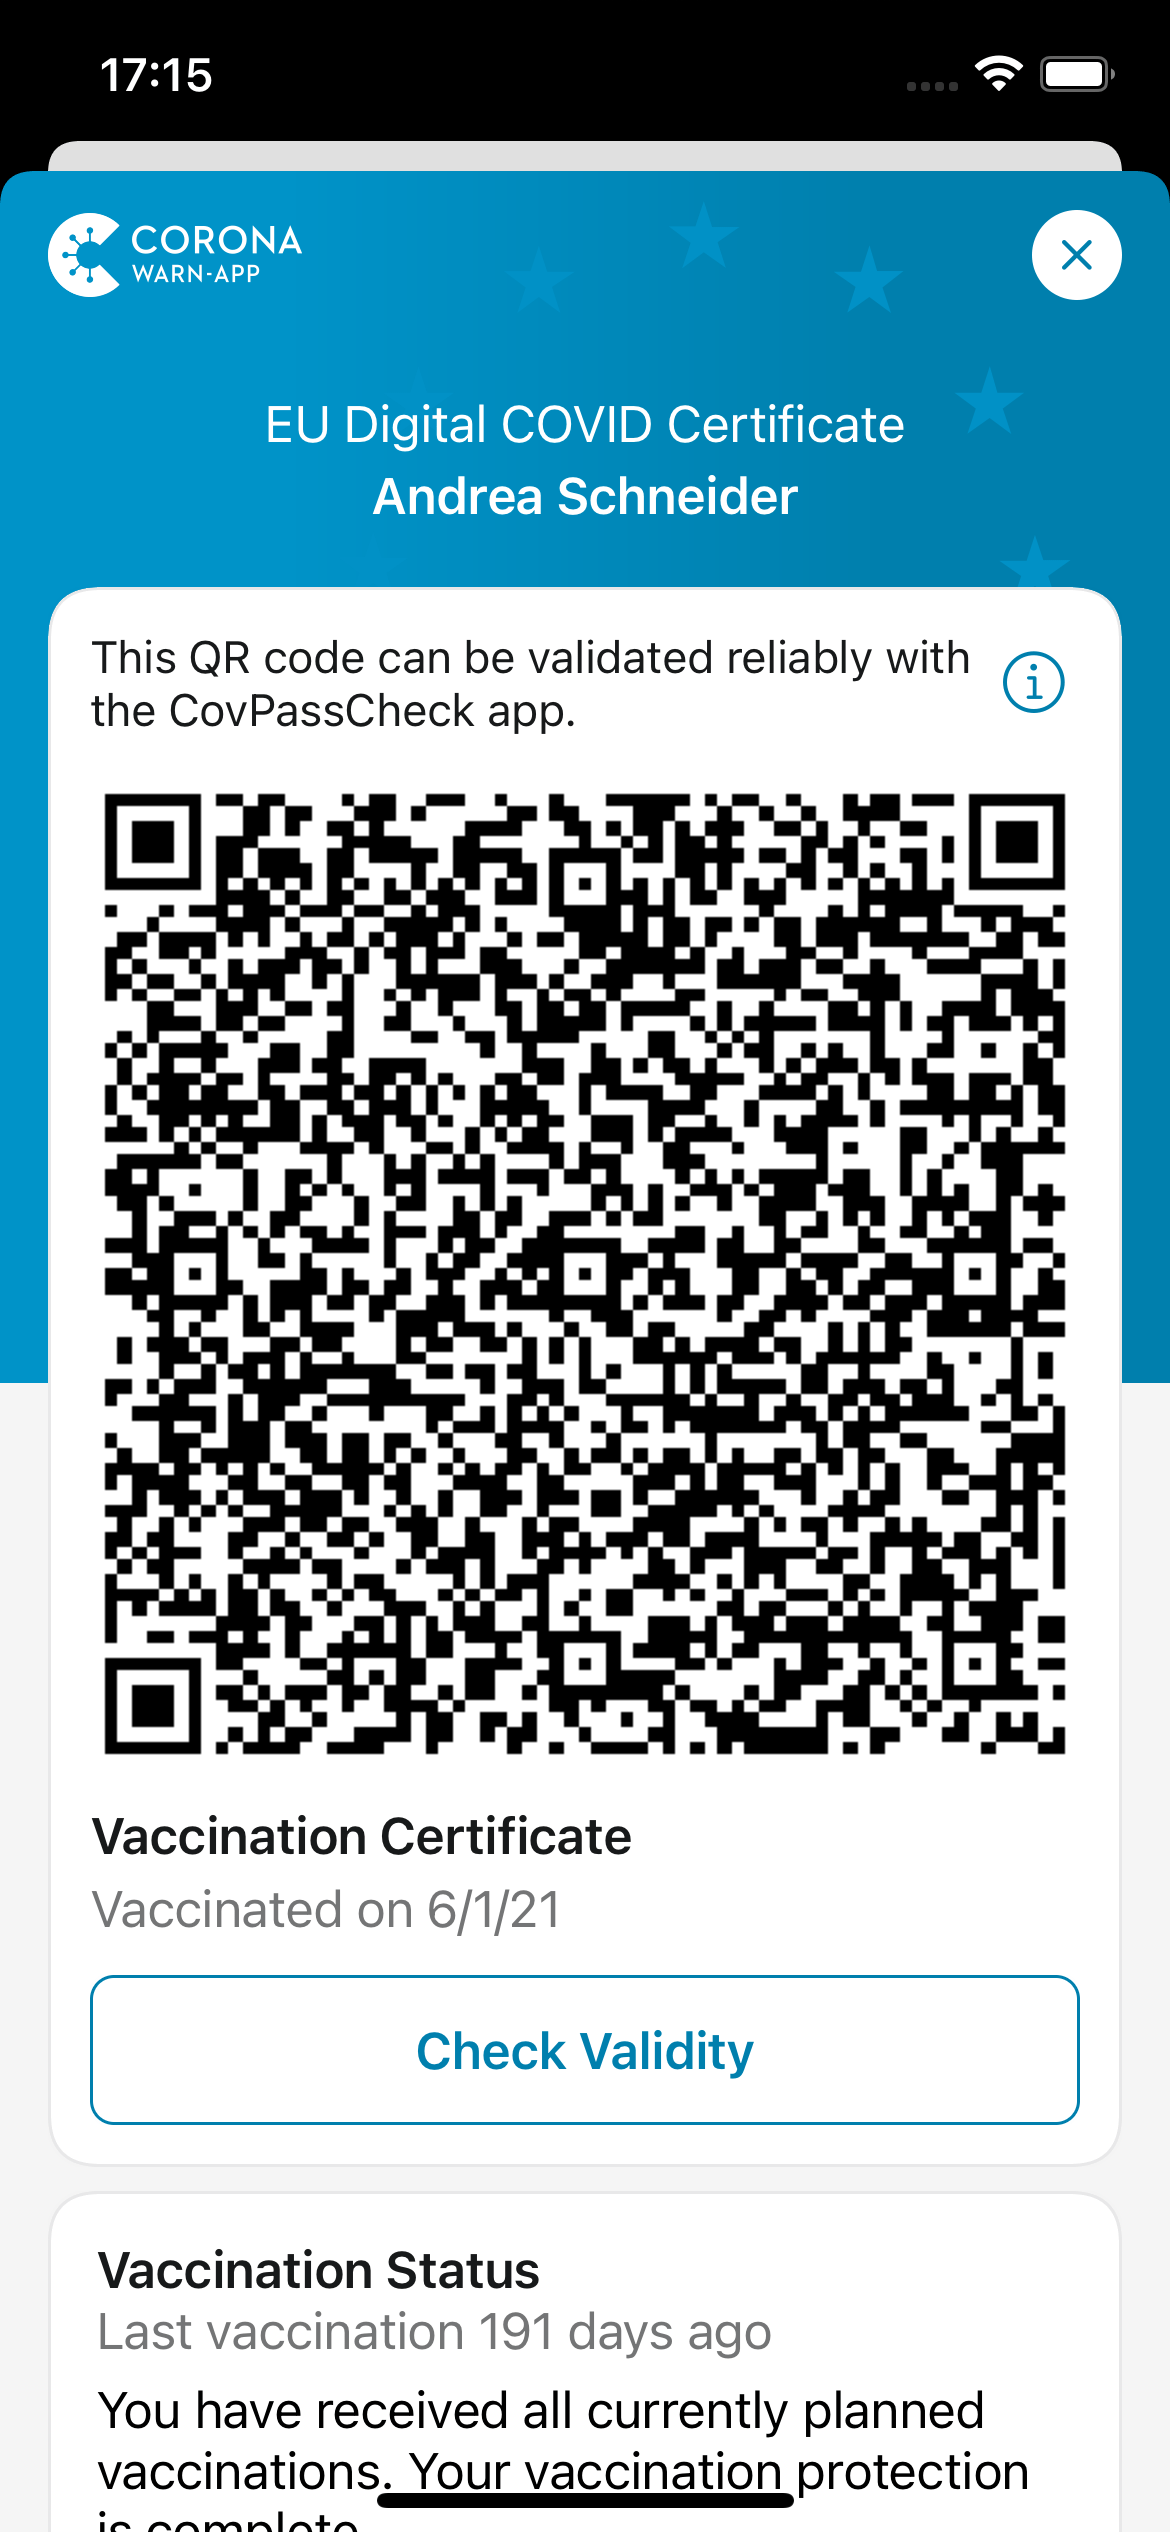 17:15
CORONA
WARN-APP
EU Digital COVID Certificate
Andrea Schneider
This QR code can be validated reliably with
the CovPassCheck app.
Vaccination Certificate
Vaccinated on 6/1/21
Check Validity
Vaccination Status
Last vaccination 191 days ago
You have received all currently planned
vaccinations. Your vaccination protection
is complete